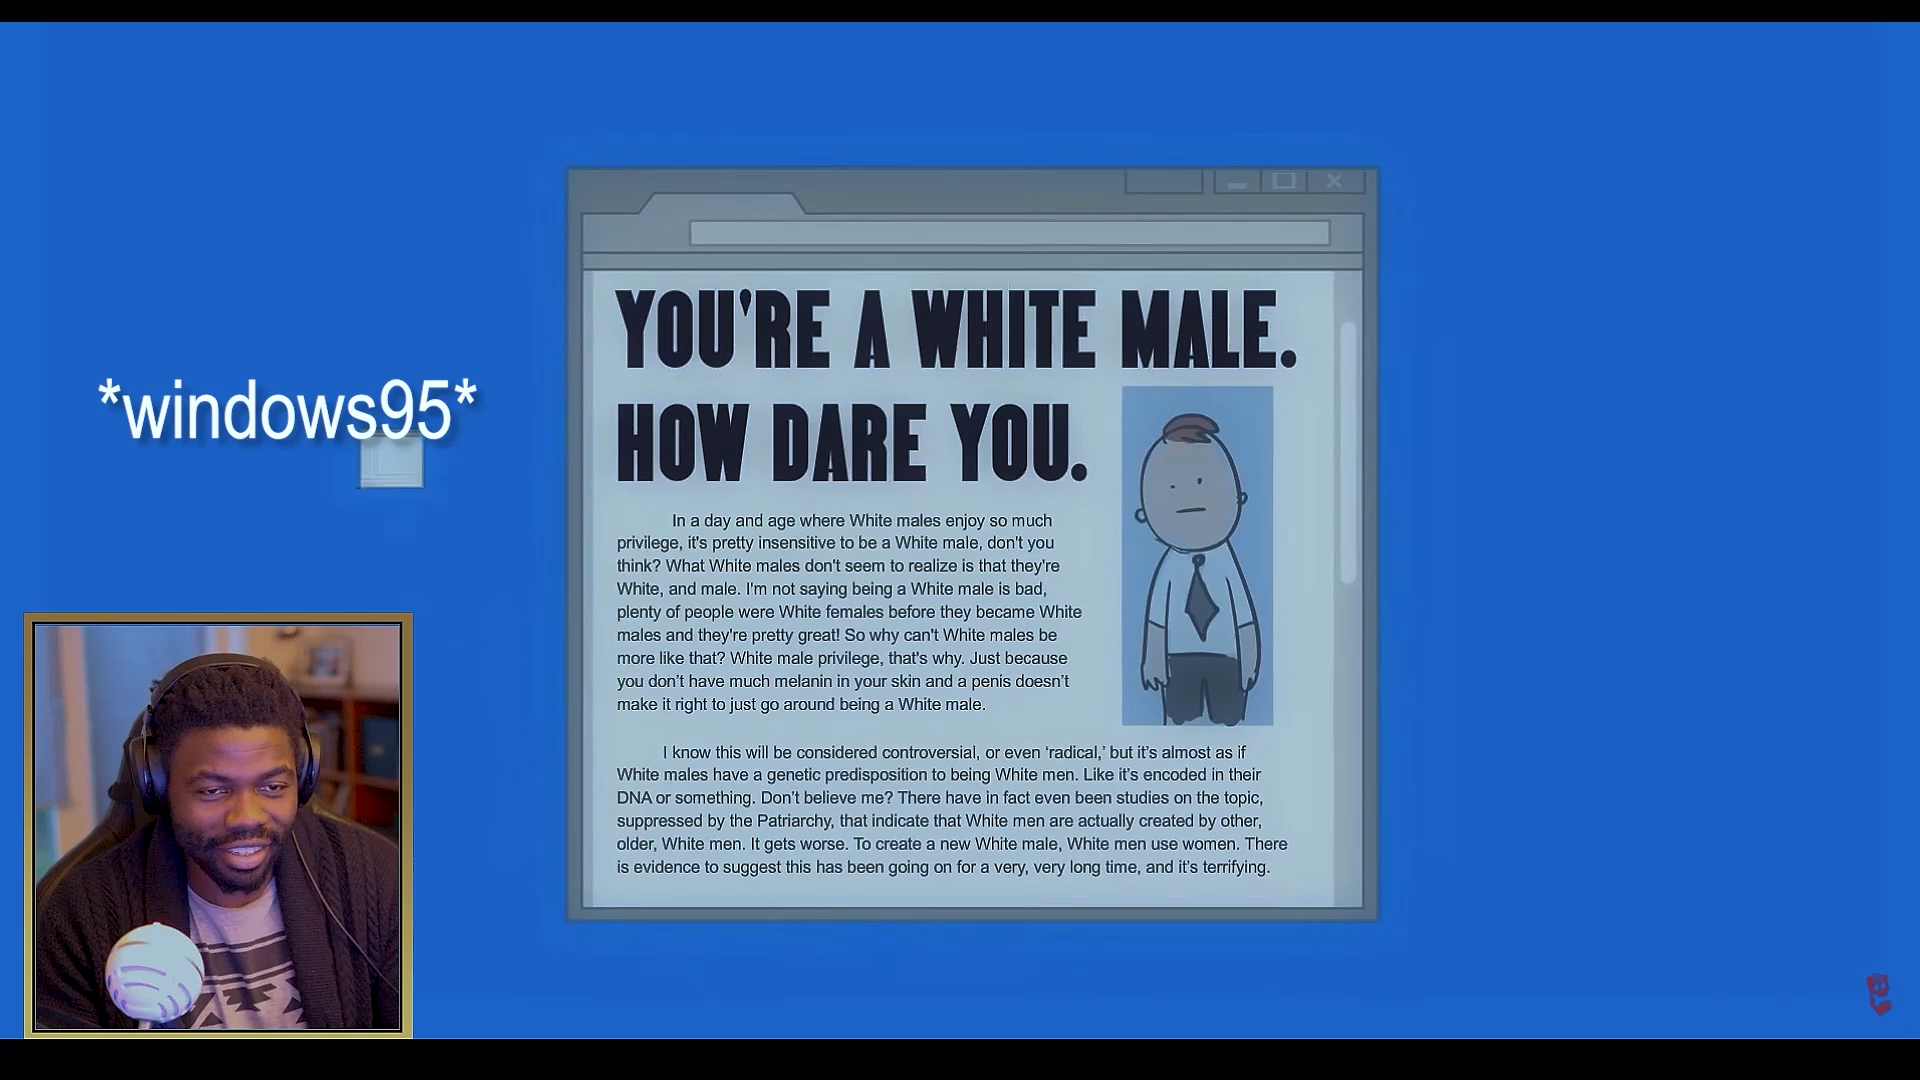 YOU'RE A WHITE MALE.
HOW DARE YOU.
*windows95*
In a day and age where White males enjoy so much
privilege, it's pretty insensitive to be a White male, don't you
think? What White males don't seem to realize is that they're
White, and male. I'm not saying being a White male is bad,
plenty of people were White females before they became White
males and they're pretty great! So why can't White males be
more like that? White male privilege, that's why. Just because
you don’t have much melanin in your skin and a penis doesn’t
make it right to just go around being a White male.
I know this will be considered controversial, or even ‘radical,’ but it’s almost as if
White males have a genetic predisposition to being White men. Like it’s encoded in their
DNA or something. Don’t believe me? There have in fact even been studies on the topic,
suppressed by the Patriarchy, that indicate that White men are actually created by other,
older, White men. It gets worse. To create a new White male, White men use women. There
is evidence to suggest this has been going on for a very, very long time, and it’s terrifying.